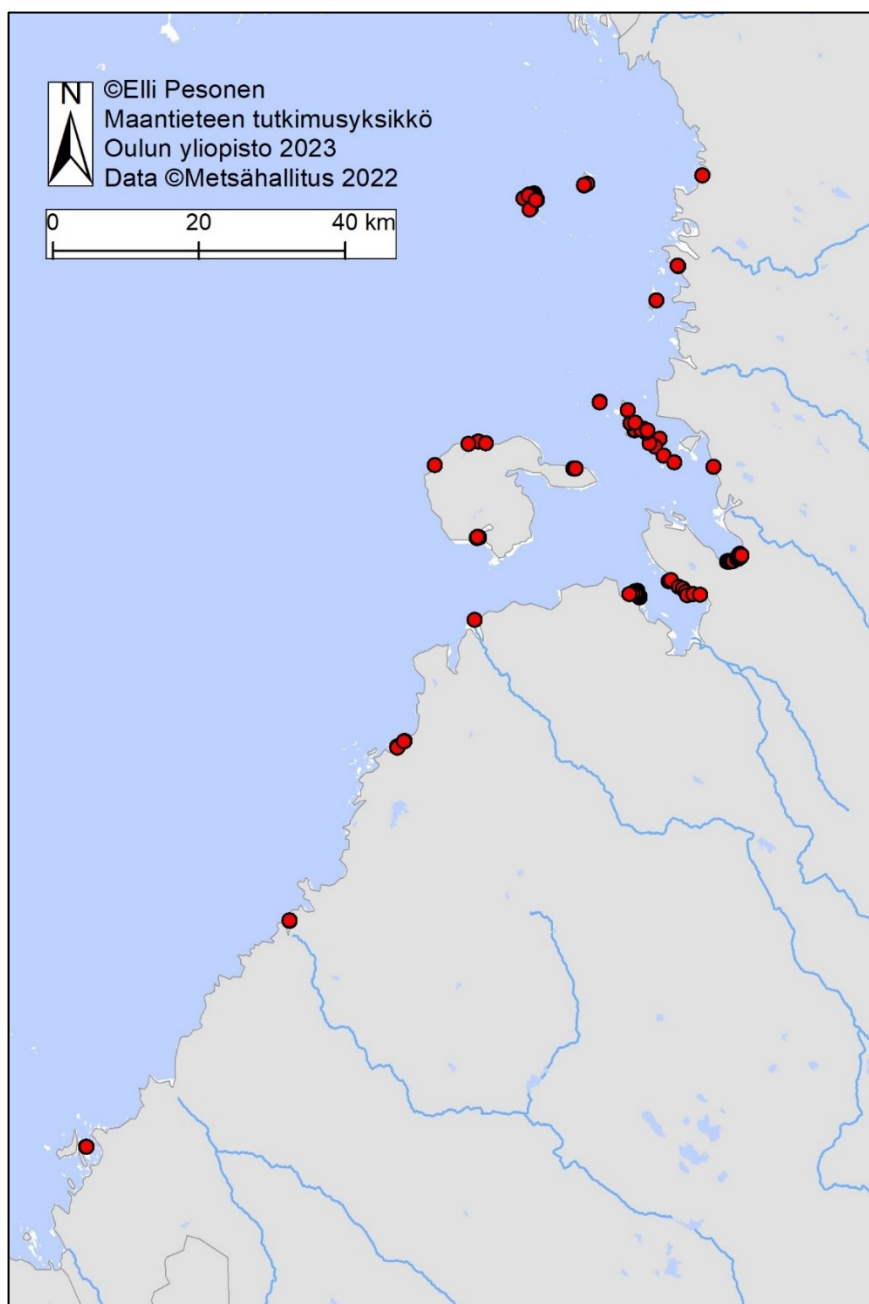 N
©Elli Pesonen
Maantieteen tutkimusyksikkö
Oulun yliopisto 2023
Data ©Metsähallitus 2022
0 20 40 km